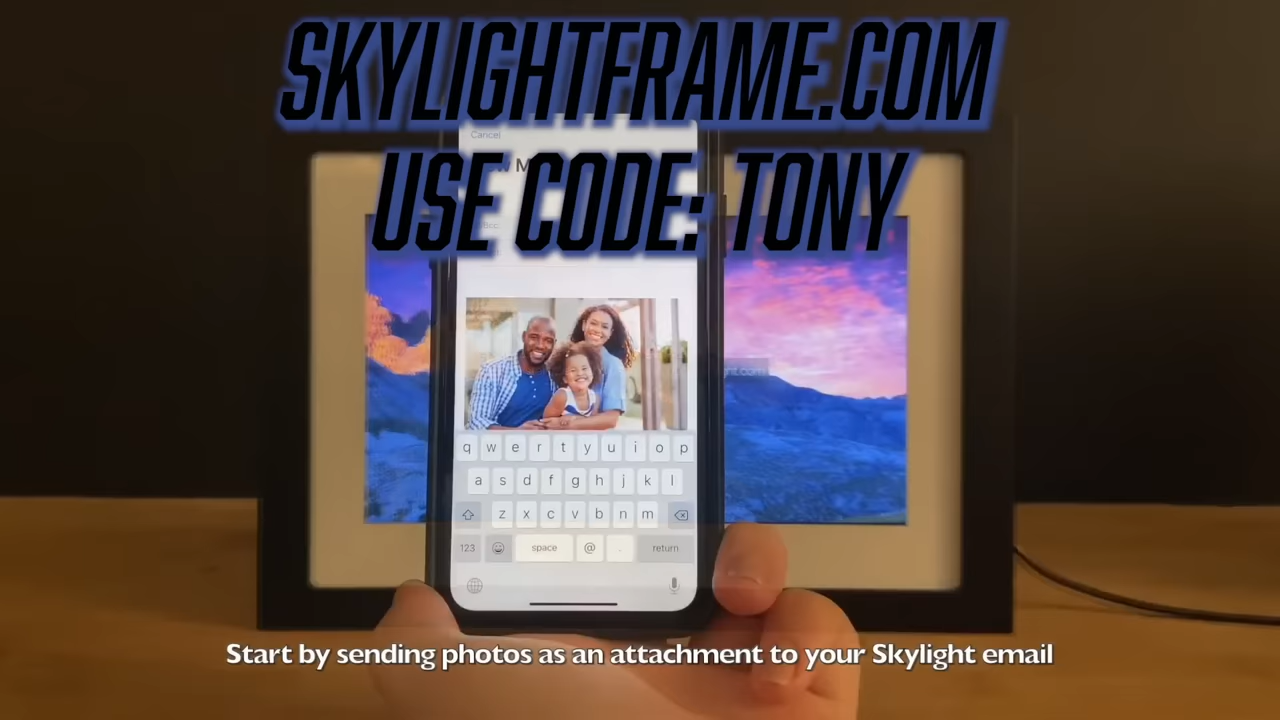 SKYLIGHTFRAME.COM
Cancel
USE CODE: TONY
q w e r t y u i o p
a s d f g h j k l
z x c v b n m
123 space @ . return
Start by sending photos as an attachment to your Skylight email